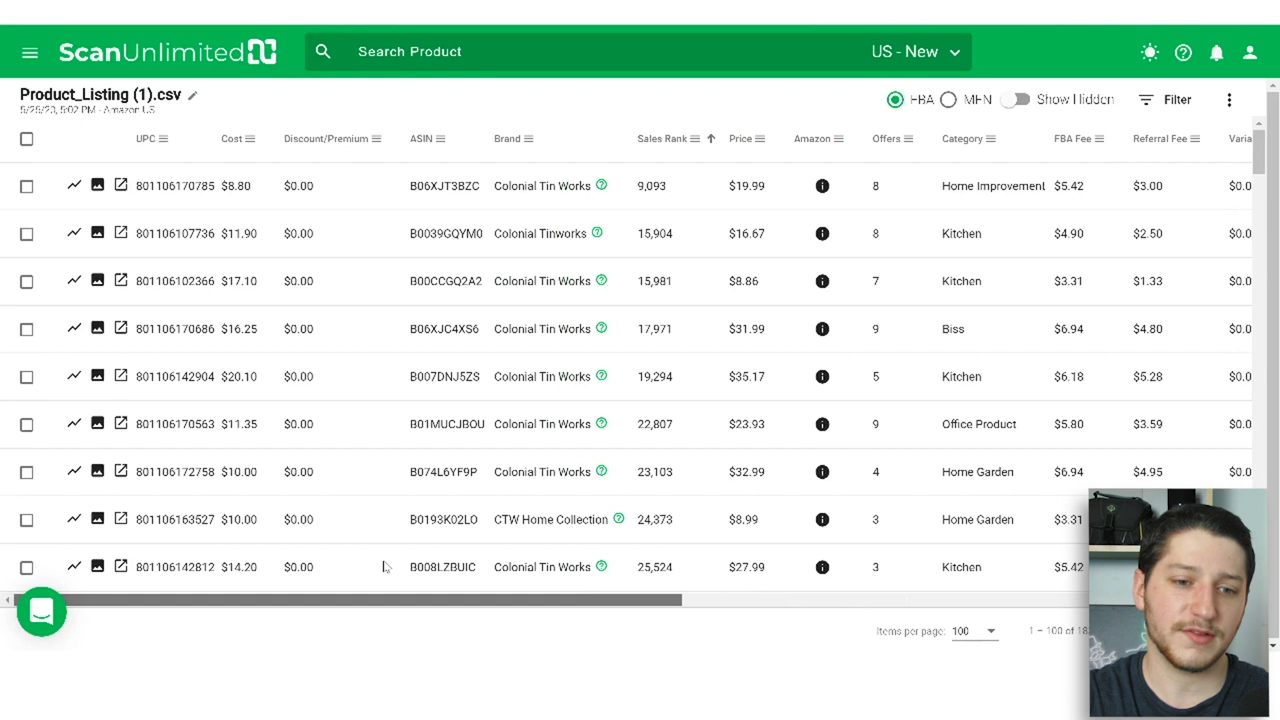 ScanUnlimited Search Product US - New
Product_Listing (1).csv
5/25/23, 5:02 PM - Amazon US
FBA MFN Show Hidden Filter
UPC Cost Discount/Premium ASIN Brand Sales Rank Price Amazon Offers Category FBA Fee Referral Fee Varia
801106170785 $8.80 $0.00 B06XJT3BZC Colonial Tin Works 9,093 $19.99 8 Home Improvement $5.42 $3.00 $0.0
801106107736 $11.90 $0.00 B0039GQYM0 Colonial Tinworks 15,904 $16.67 8 Kitchen $4.90 $2.50 $0.0
801106102366 $17.10 $0.00 B00CCGQ2A2 Colonial Tin Works 15,981 $8.86 7 Kitchen $3.31 $1.33 $0.0
801106170686 $16.25 $0.00 B06XJC4XS6 Colonial Tin Works 17,971 $31.99 9 Biss $6.94 $4.80 $0.0
801106142904 $20.10 $0.00 B007DNJ5ZS Colonial Tin Works 19,294 $35.17 5 Kitchen $6.18 $5.28 $0.0
801106170563 $11.35 $0.00 B01MUCJBOU Colonial Tin Works 22,807 $23.93 9 Office Product $5.80 $3.59 $0.0
801106172758 $10.00 $0.00 B074L6YF9P Colonial Tin Works 23,103 $32.99 4 Home Garden $6.94 $4.95 $0.0
801106163527 $10.00 $0.00 B0193K02LO CTW Home Collection 24,373 $8.99 3 Home Garden $3.31
801106142812 $14.20 $0.00 B008LZBUIC Colonial Tin Works 25,524 $27.99 3 Kitchen $5.42
Items per page: 100 1 – 100 of 18